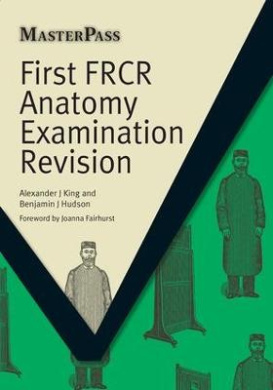 MASTERPASS
First FRCR
Anatomy
Examination
Revision
Alexander J King and
Benjamin J Hudson
Foreword by Joanna Fairhurst